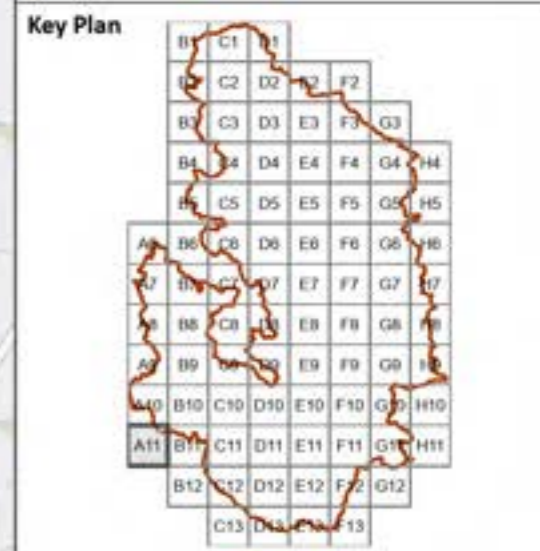 Key Plan
B1 C1 D1
B2 C2 D2 E2 F2
B3 C3 D3 E3 F3 G3
B4 C4 D4 E4 F4 G4 H4
B5 C5 D5 E5 F5 G5 H5
A6 B6 C6 D6 E6 F6 G6 H6
A7 B7 C7 D7 E7 F7 G7 H7
A8 B8 C8 D8 E8 F8 G8 H8
A9 B9 C9 D9 E9 F9 G9 H9
A10 B10 C10 D10 E10 F10 G10 H10
A11 B11 C11 D11 E11 F11 G11 H11
B12 C12 D12 E12 F12 G12
C13 D13 E13 F13